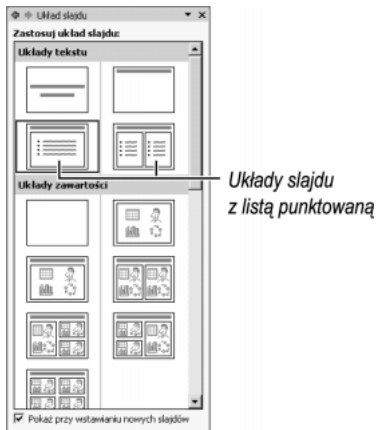 Układ slajdu
Zastosuj układ slajdu:
Układy tekstu
Układy zawartości
Układy slajdu
z listą punktowaną
Pokaż przy wstawianiu nowych slajdów